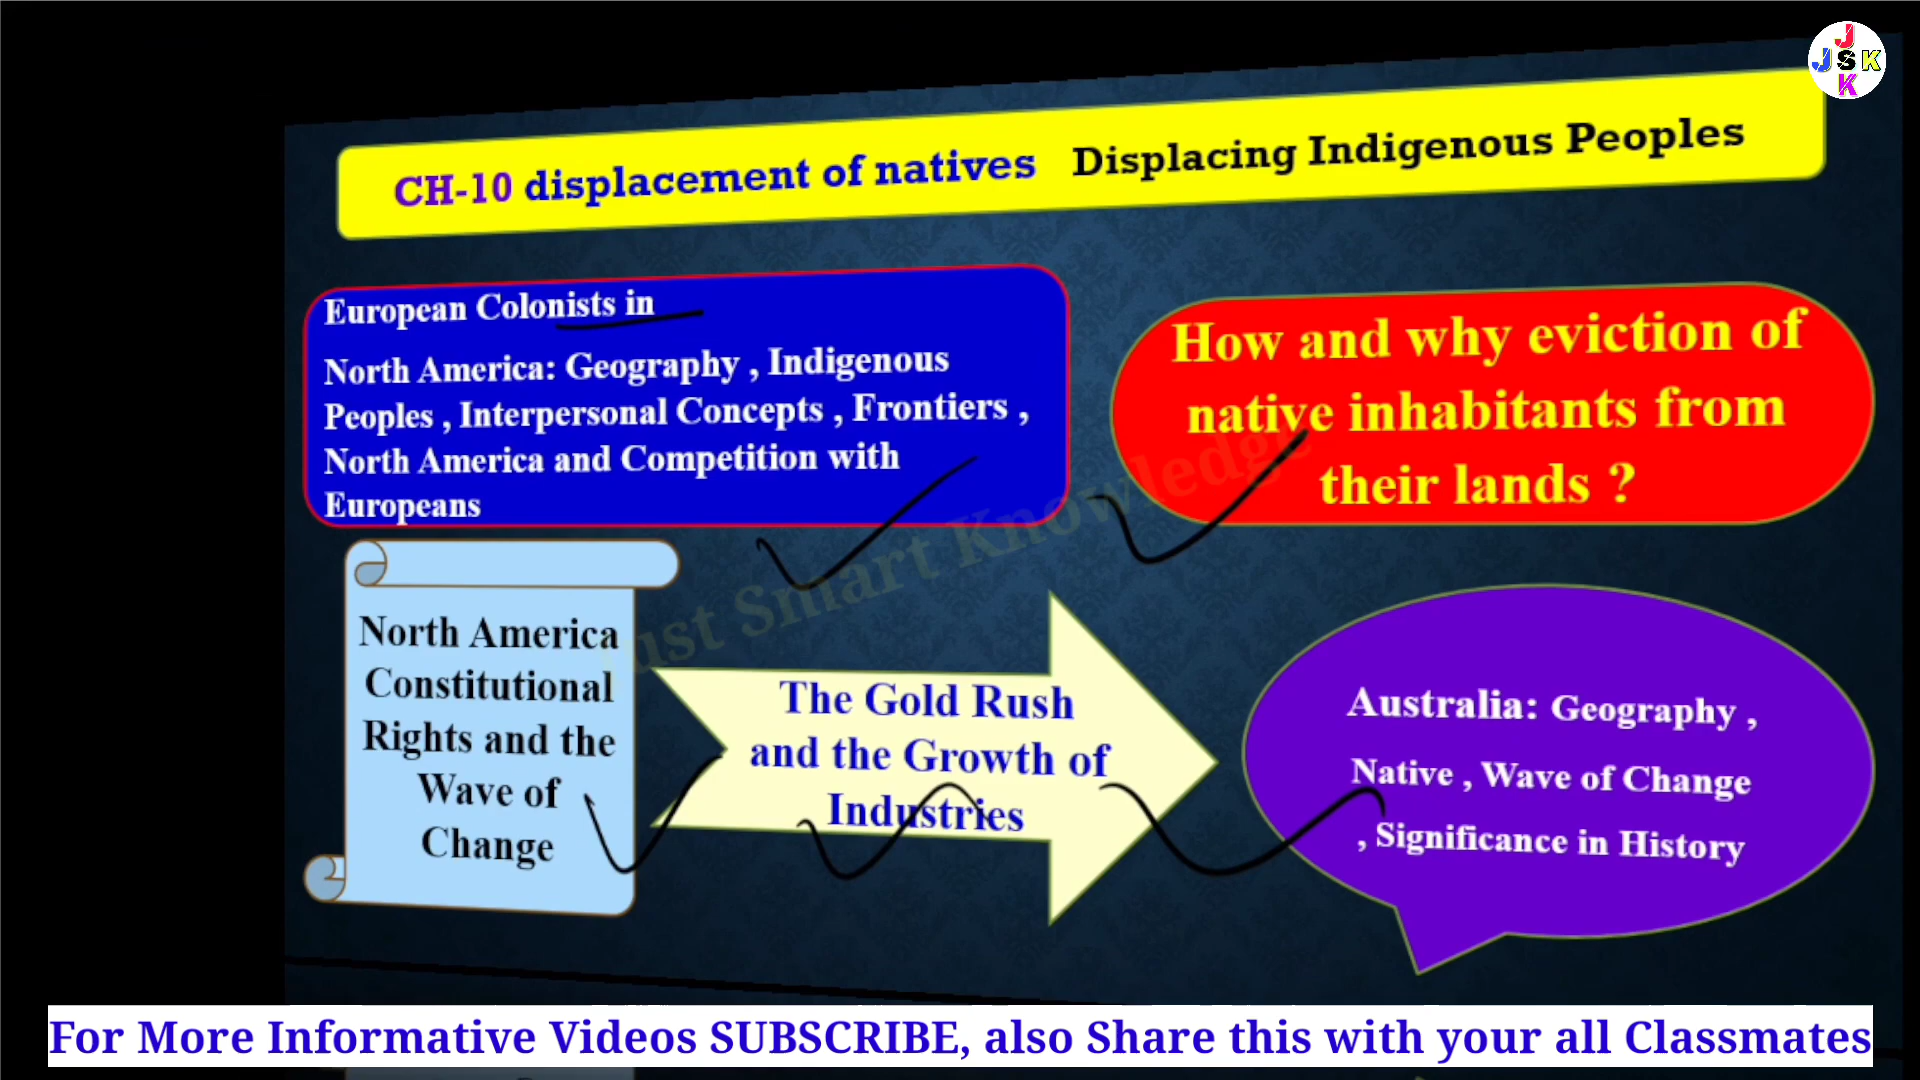 J
J S K
K
CH-10 displacement of natives Displacing Indigenous Peoples
European Colonists in
North America: Geography , Indigenous
Peoples , Interpersonal Concepts , Frontiers ,
North America and Competition with
Europeans
How and why eviction of
native inhabitants from
their lands ?
Just Smart Knowledge
North America
Constitutional
Rights and the
Wave of
Change
The Gold Rush
and the Growth of
Industries
Australia: Geography ,
Native , Wave of Change
, Significance in History
For More Informative Videos SUBSCRIBE, also Share this with your all Classmates